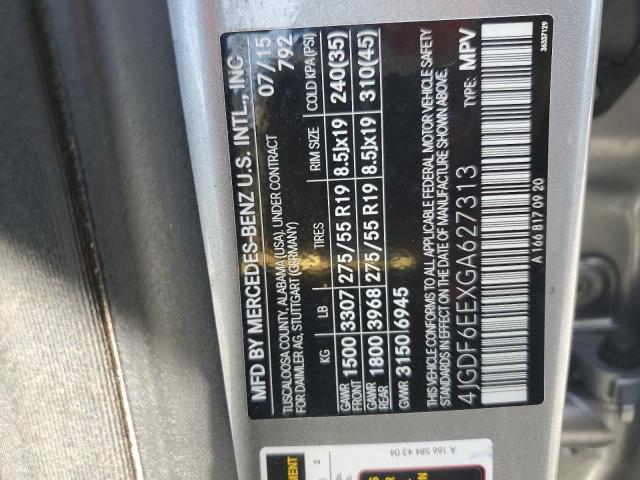 MFD BY MERCEDES-BENZ U.S. INTL., INC.
TUSCALOOSA COUNTY, ALABAMA (USA), UNDER CONTRACT 07/15
FOR DAIMLER AG, STUTTGART (GERMANY) 792
KG LB TIRES RIM SIZE COLD KPA(PSI)
GAWR FRONT 1500 3307 275/55 R19 8.5Jx19 240(35)
GAWR REAR 1800 3968 275/55 R19 8.5Jx19 310(45)
GVWR 3150 6945
THIS VEHICLE CONFORMS TO ALL APPLICABLE FEDERAL MOTOR VEHICLE SAFETY
STANDARDS IN EFFECT ON THE DATE OF MANUFACTURE SHOWN ABOVE.
4JGDF6EEXGA627313 TYPE: MPV
A 166 817 09 20
36337129
A 166 584 43 04
2